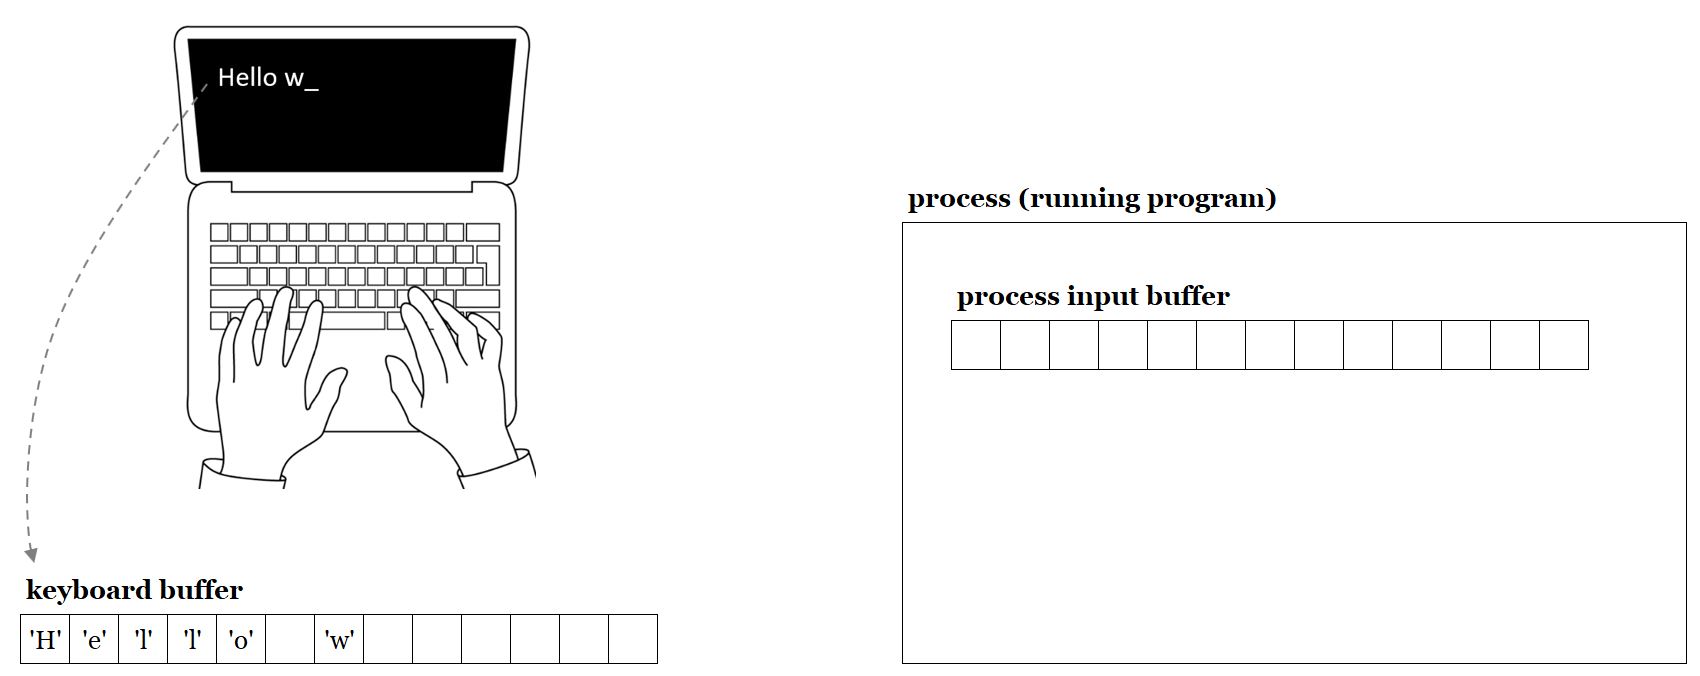 Hello w_
process (running program)
process input buffer
keyboard buffer
'H' 'e' 'l' 'l' 'o' 'w'